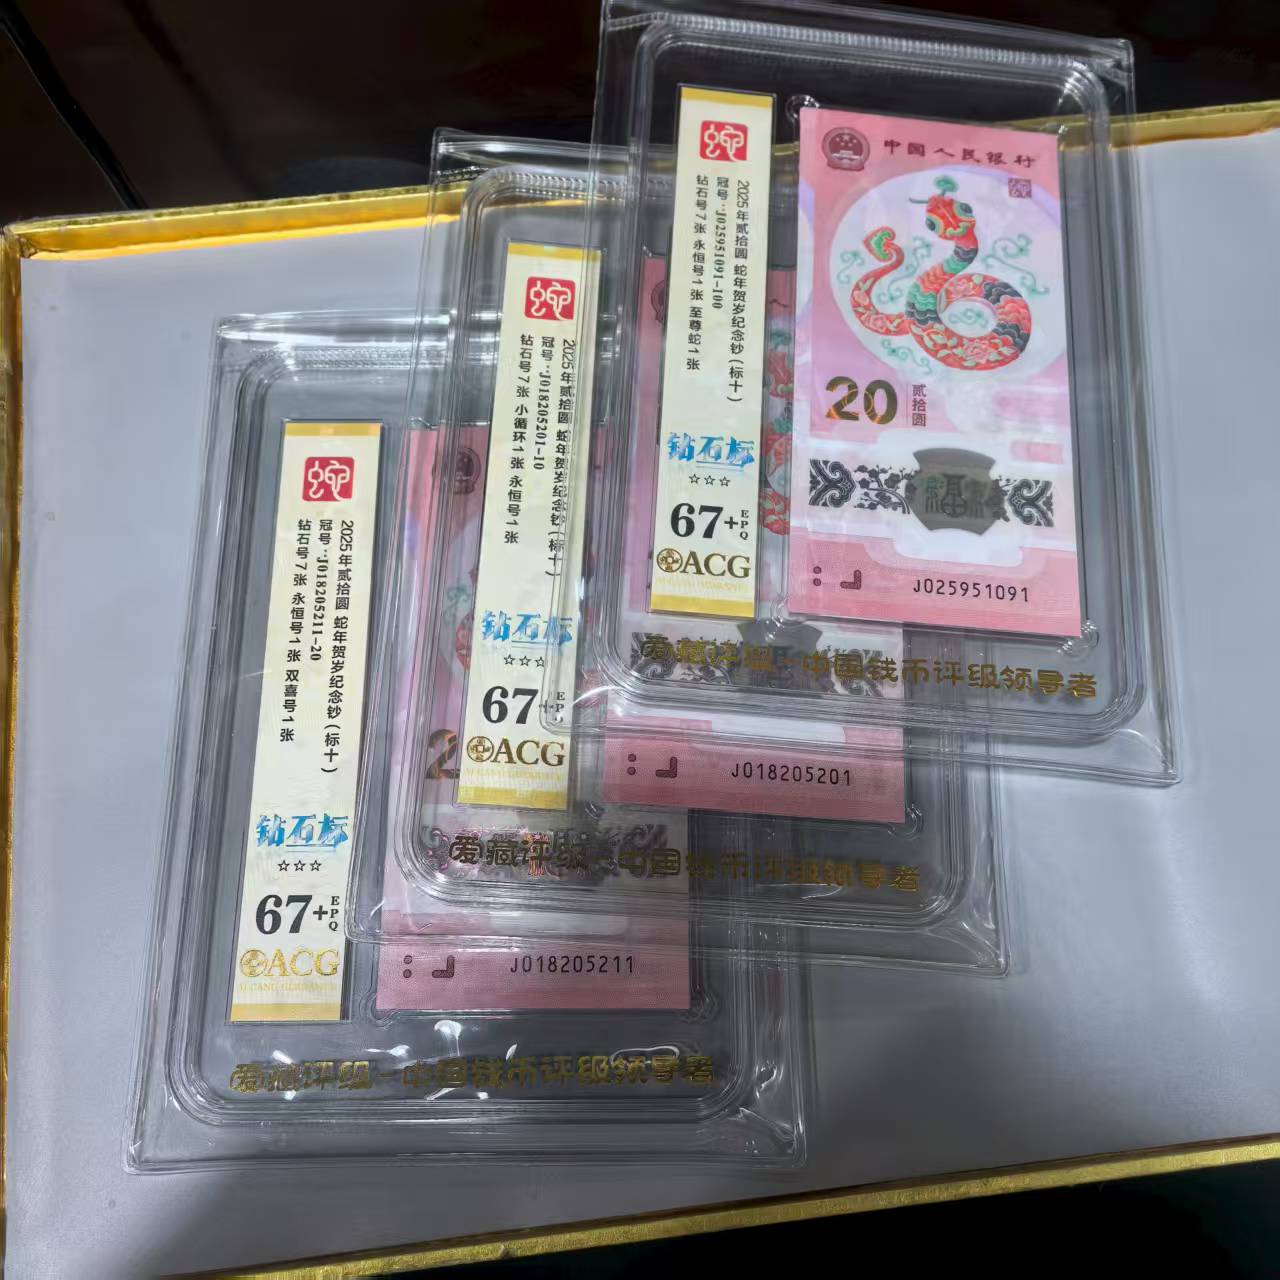 2025年贰拾圆 蛇年贺岁纪念钞(标十)
冠号:J025951091-100
钻石号7张 永恒号1张 至尊蛇1张
钻石标
☆☆☆
67+EPQ
ACG
中国人民银行
20
贰拾圆
福
J025951091
爱藏评级-中国钱币评级领导者
2025年贰拾圆 蛇年贺岁纪念钞(标十)
冠号:J018205201-10
钻石号7张 小循环1张 永恒号1张
钻石标
☆☆☆
67+
ACG
J018205201
爱藏评级-中国钱币评级领导者
2025年贰拾圆 蛇年贺岁纪念钞(标十)
冠号:J018205211-20
钻石号7张 永恒号1张 双喜号1张
钻石标
☆☆☆
67+EPQ
ACG
J018205211
爱藏评级-中国钱币评级领导者